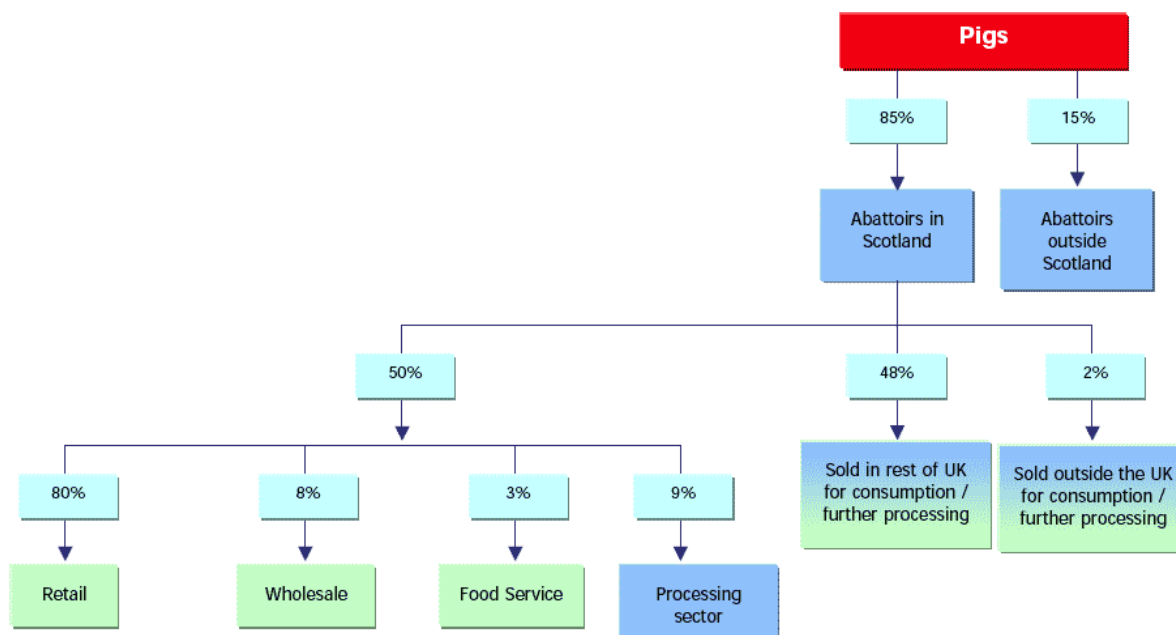 Pigs
85%
15%
Abattoirs in
Scotland
Abattoirs
outside
Scotland
50%
48%
2%
Sold in rest of UK
for consumption /
further processing
Sold outside the UK
for consumption /
further processing
80%
8%
3%
9%
Retail
Wholesale
Food Service
Processing
sector